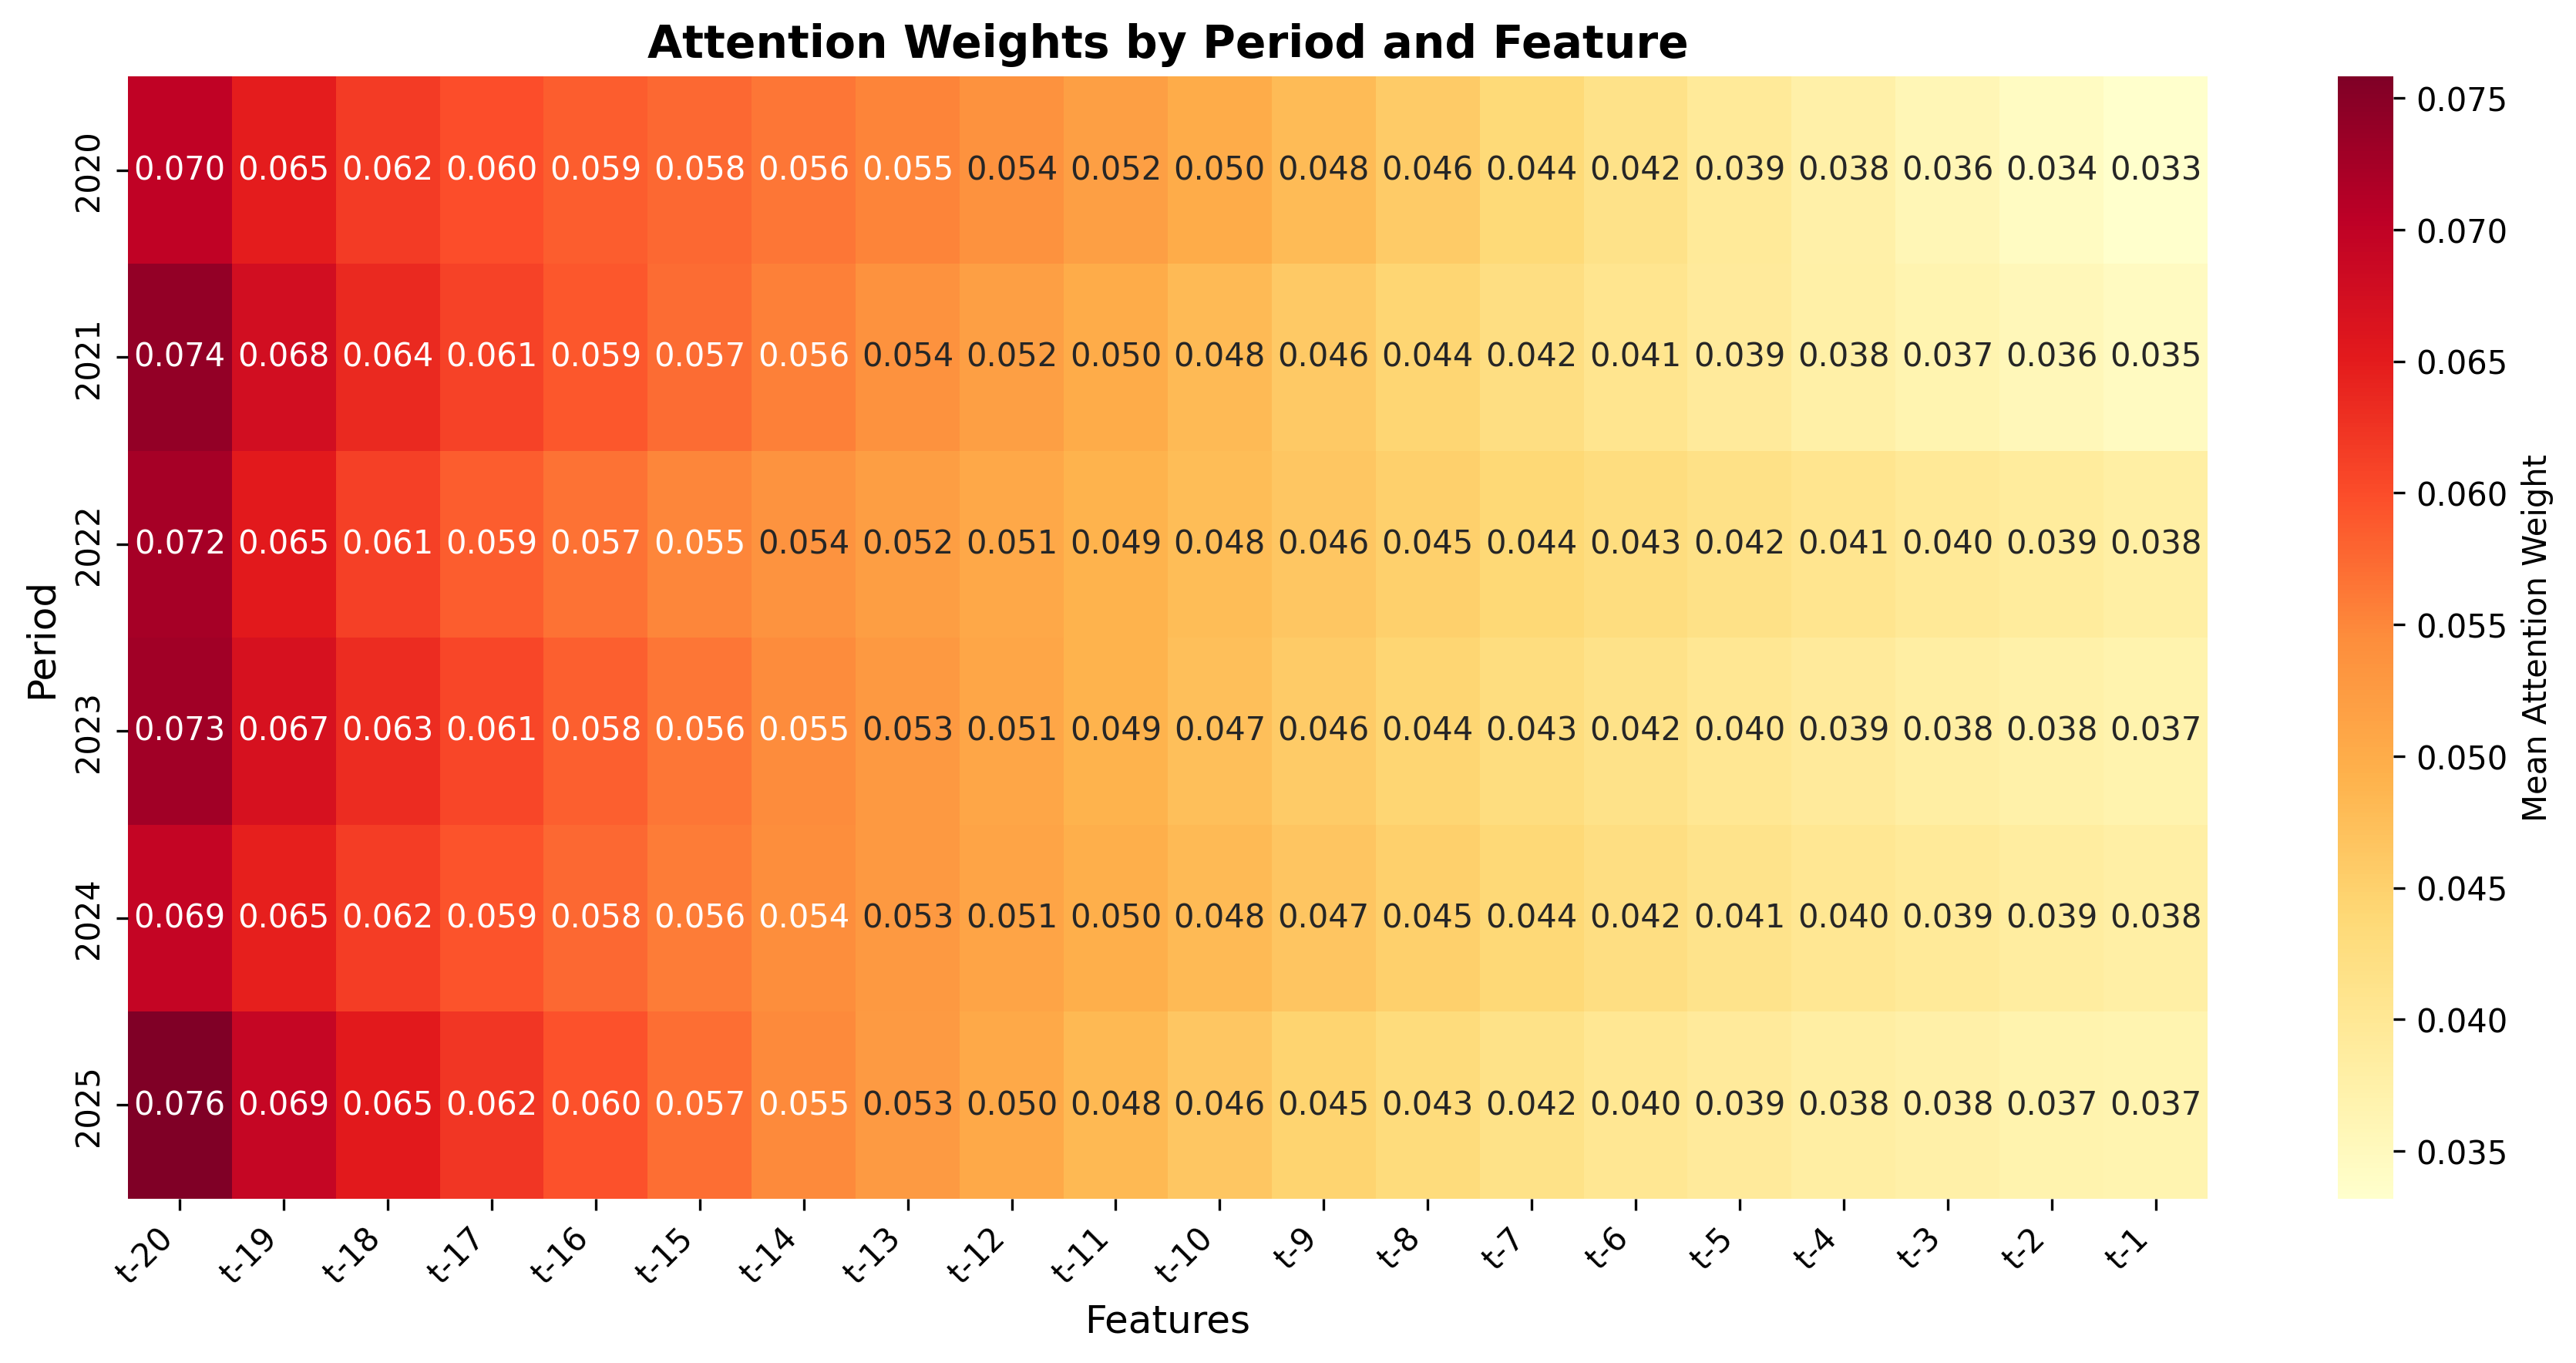 Attention Weights by Period and Feature
2020 0.070 0.065 0.062 0.060 0.059 0.058 0.056 0.055 0.054 0.052 0.050 0.048 0.046 0.044 0.042 0.039 0.038 0.036 0.034 0.033
2021 0.074 0.068 0.064 0.061 0.059 0.057 0.056 0.054 0.052 0.050 0.048 0.046 0.044 0.042 0.041 0.039 0.038 0.037 0.036 0.035
2022 0.072 0.065 0.061 0.059 0.057 0.055 0.054 0.052 0.051 0.049 0.048 0.046 0.045 0.044 0.043 0.042 0.041 0.040 0.039 0.038
2023 0.073 0.067 0.063 0.061 0.058 0.056 0.055 0.053 0.051 0.049 0.047 0.046 0.044 0.043 0.042 0.040 0.039 0.038 0.038 0.037
2024 0.069 0.065 0.062 0.059 0.058 0.056 0.054 0.053 0.051 0.050 0.048 0.047 0.045 0.044 0.042 0.041 0.040 0.039 0.039 0.038
2025 0.076 0.069 0.065 0.062 0.060 0.057 0.055 0.053 0.050 0.048 0.046 0.045 0.043 0.042 0.040 0.039 0.038 0.038 0.037 0.037
Period
t-20 t-19 t-18 t-17 t-16 t-15 t-14 t-13 t-12 t-11 t-10 t-9 t-8 t-7 t-6 t-5 t-4 t-3 t-2 t-1
Features
0.075
0.070
0.065
0.060
0.055
0.050
0.045
0.040
0.035
Mean Attention Weight